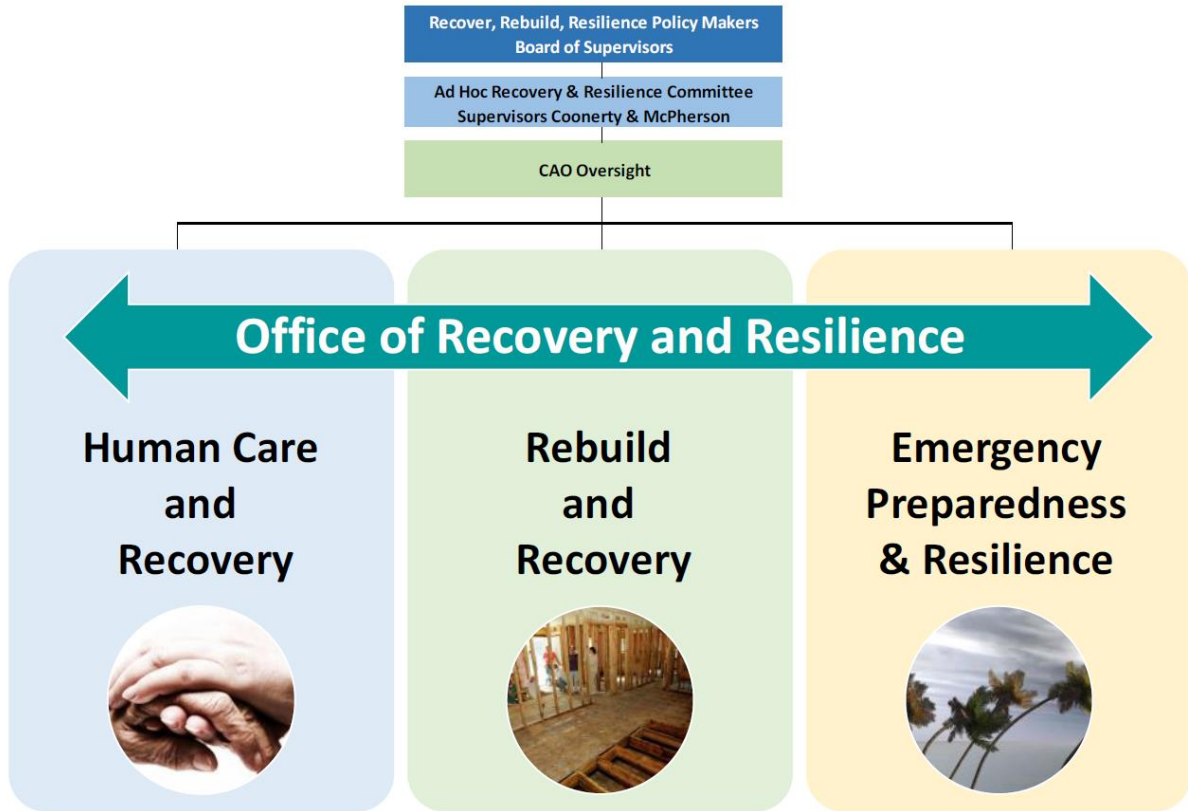 Recover, Rebuild, Resilience Policy Makers
Board of Supervisors
Ad Hoc Recovery & Resilience Committee
Supervisors Coonerty & McPherson
CAO Oversight
Office of Recovery and Resilience
Human Care
and
Recovery
Rebuild
and
Recovery
Emergency
Preparedness
& Resilience